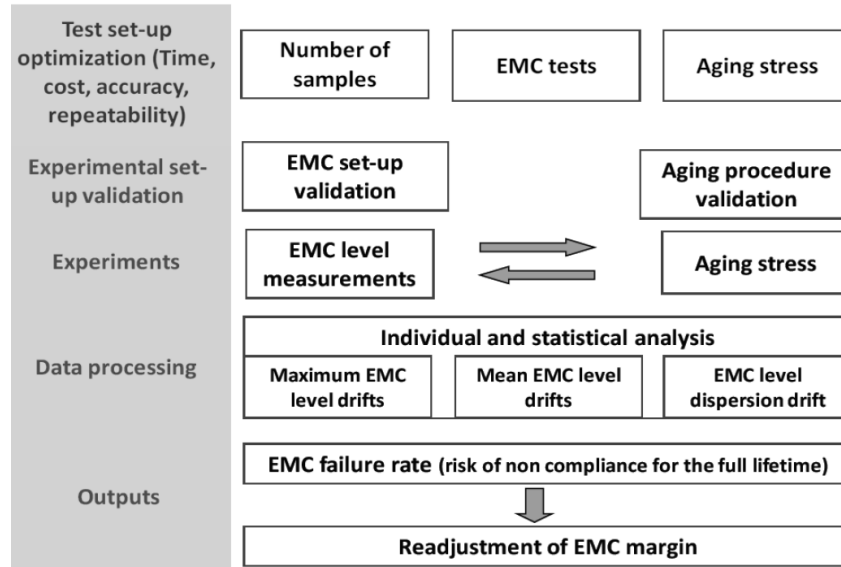 Test set-up
optimization (Time,
cost, accuracy,
repeatability)
Number of
samples
EMC tests
Aging stress
Experimental set-
up validation
EMC set-up
validation
Aging procedure
validation
Experiments
EMC level
measurements
Aging stress
Data processing
Individual and statistical analysis
Maximum EMC
level drifts
Mean EMC level
drifts
EMC level
dispersion drift
Outputs
EMC failure rate (risk of non compliance for the full lifetime)
Readjustment of EMC margin